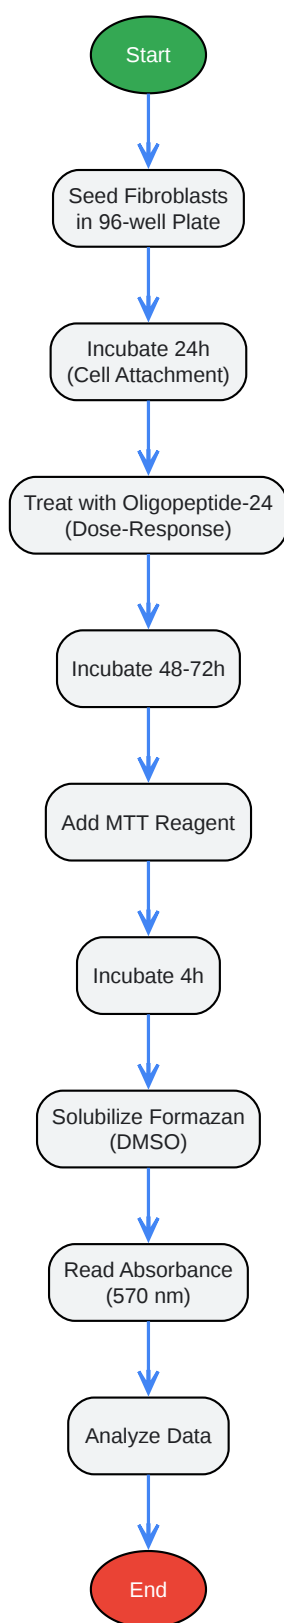 Start
Seed Fibroblasts
in 96-well Plate
Incubate 24h
(Cell Attachment)
Treat with Oligopeptide-24
(Dose-Response)
Incubate 48-72h
Add MTT Reagent
Incubate 4h
Solubilize Formazan
(DMSO)
Read Absorbance
(570 nm)
Analyze Data
End